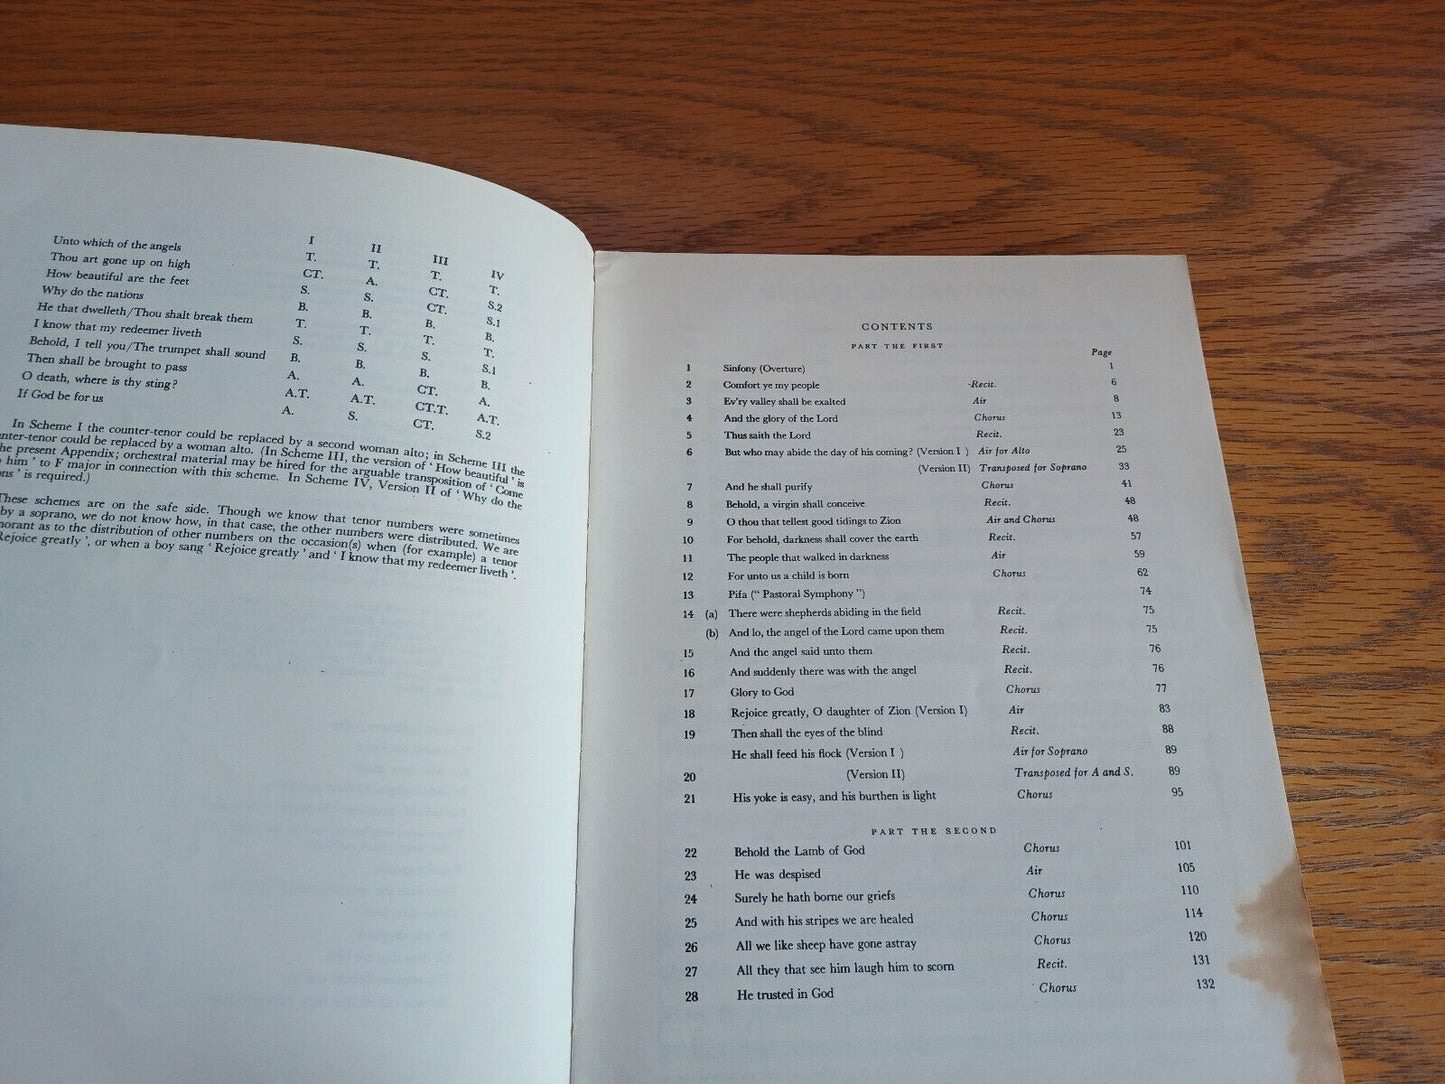 I II III IV
Unto which of the angels T. T. T. T.
Thou art gone up on high CT. A. CT. S.2
How beautiful are the feet S. S. CT. S.1
Why do the nations B. B. B. B.
He that dwelleth/Thou shalt break them T. T. T. T.
I know that my redeemer liveth S. S. S. S.1
Behold, I tell you/The trumpet shall sound B. B. B. B.
Then shall be brought to pass A. A. CT. A.
O death, where is thy sting? A.T. A.T. CT.T. A.T.
If God be for us A. S. CT. S.2
In Scheme I the counter-tenor could be replaced by a second woman alto; in Scheme III the
nter-tenor could be replaced by a woman alto. (In Scheme III, the version of ‘ How beautiful ’ is
he present Appendix; orchestral material may be hired for the arguable transposition of ‘ Come
o him ’ to F major in connection with this scheme. In Scheme IV, Version II of ‘ Why do the
ons ’ is required.)
These schemes are on the safe side. Though we know that tenor numbers were sometimes
by a soprano, we do not know how, in that case, the other numbers were distributed. We are
norant as to the distribution of other numbers on the occasion(s) when (for example) a tenor
Rejoice greatly ’, or when a boy sang ‘ Rejoice greatly ’ and ‘ I know that my redeemer liveth ’.
CONTENTS
PART THE FIRST
Page
1 Sinfony (Overture) 1
2 Comfort ye my people Recit. 6
3 Ev'ry valley shall be exalted Air 8
4 And the glory of the Lord Chorus 13
5 Thus saith the Lord Recit. 23
6 But who may abide the day of his coming? (Version I ) Air for Alto 25
(Version II) Transposed for Soprano 33
7 And he shall purify Chorus 41
8 Behold, a virgin shall conceive Recit. 48
9 O thou that tellest good tidings to Zion Air and Chorus 48
10 For behold, darkness shall cover the earth Recit. 57
11 The people that walked in darkness Air 59
12 For unto us a child is born Chorus 62
13 Pifa (“ Pastoral Symphony ”) 74
14 (a) There were shepherds abiding in the field Recit. 75
(b) And lo, the angel of the Lord came upon them Recit. 75
15 And the angel said unto them Recit. 76
16 And suddenly there was with the angel Recit. 76
17 Glory to God Chorus 77
18 Rejoice greatly, O daughter of Zion (Version I) Air 83
19 Then shall the eyes of the blind Recit. 88
He shall feed his flock (Version I ) Air for Soprano 89
20 (Version II) Transposed for A and S. 89
21 His yoke is easy, and his burthen is light Chorus 95
PART THE SECOND
22 Behold the Lamb of God Chorus 101
23 He was despised Air 105
24 Surely he hath borne our griefs Chorus 110
25 And with his stripes we are healed Chorus 114
26 All we like sheep have gone astray Chorus 120
27 All they that see him laugh him to scorn Recit. 131
28 He trusted in God Chorus 132